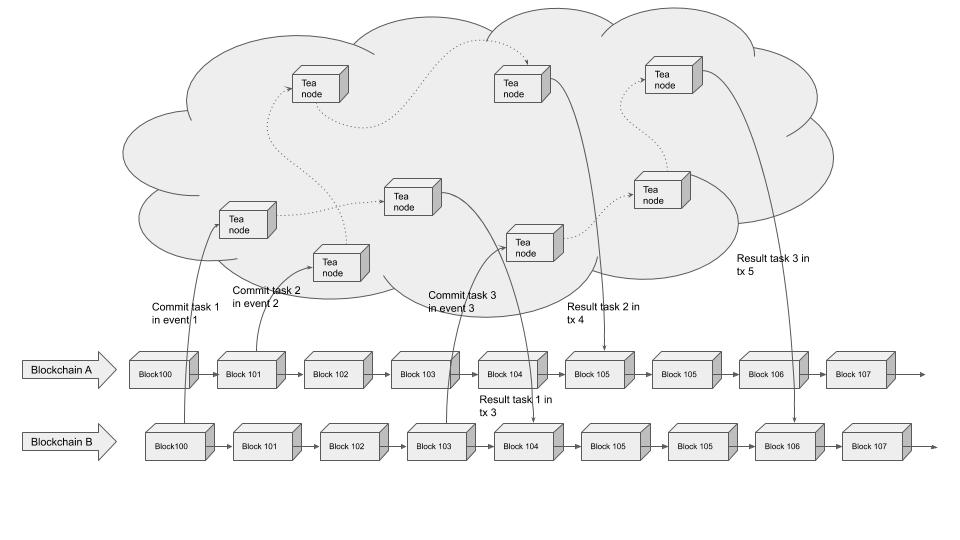 Tea
node
Tea
node
Tea
node
Tea
node
Tea
node
Tea
node
Tea
node
Tea
node
Result task 3 in
tx 5
Commit task 2
in event 2
Commit task 3
in event 3
Commit task 1
in event 1
Result task 2 in
tx 4
Blockchain A
Block100
Block 101
Block 102
Block 103
Block 104
Block 105
Block 105
Block 106
Block 107
Result task 1 in
tx 3
Blockchain B
Block100
Block 101
Block 102
Block 103
Block 104
Block 105
Block 105
Block 106
Block 107